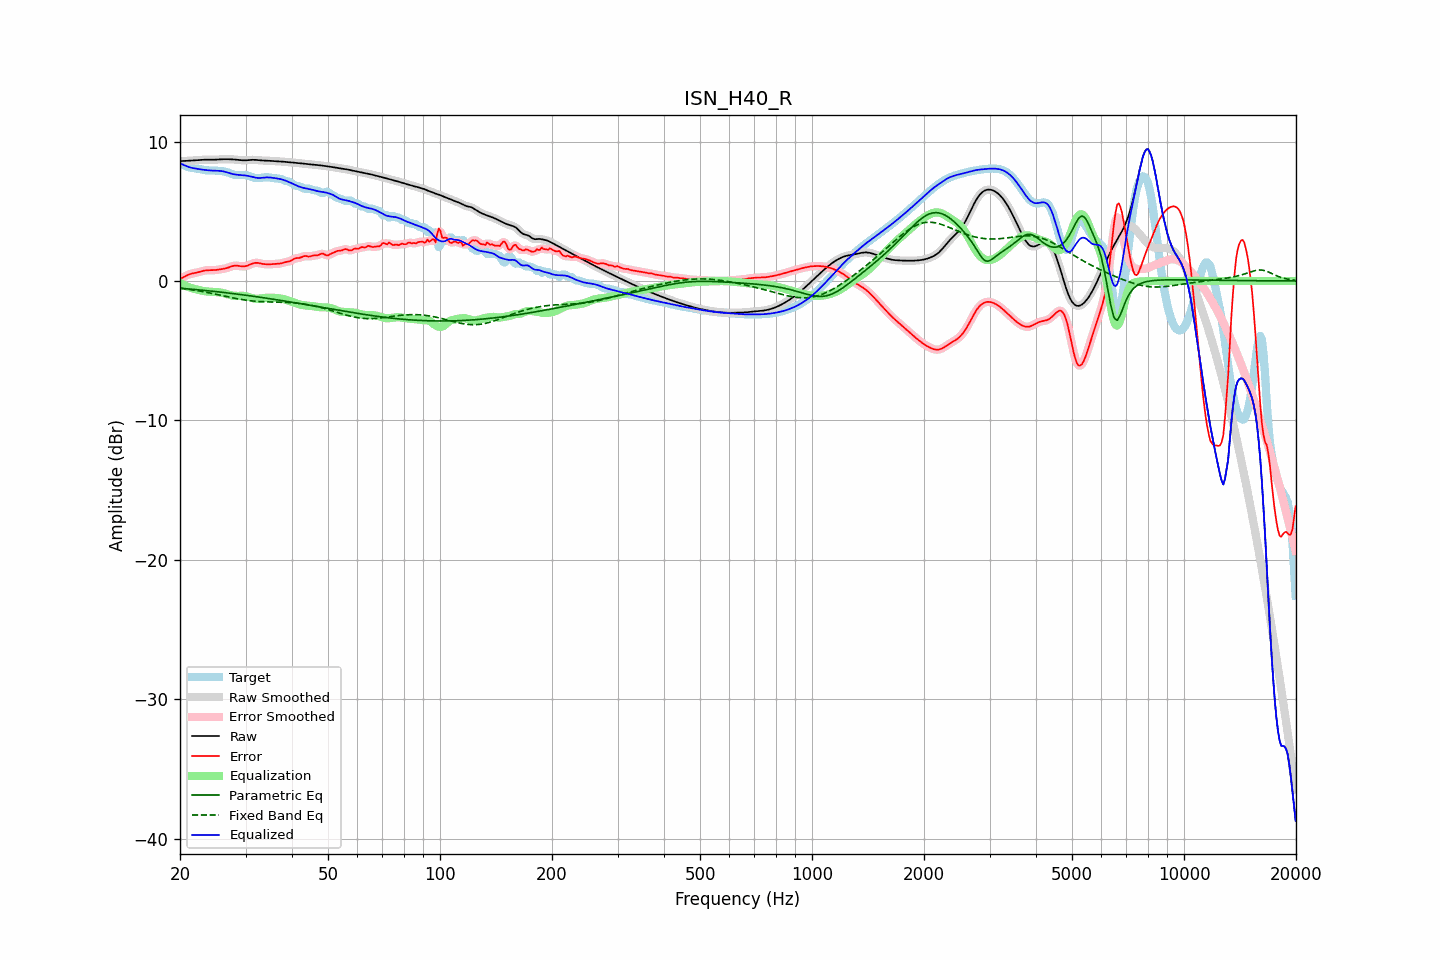 ISN_H40_R
10
0
−10
−20
−30
−40
Amplitude (dBr)
Target
Raw Smoothed
Error Smoothed
Raw
Error
Equalization
Parametric Eq
Fixed Band Eq
Equalized
20 50 100 200 500 1000 2000 5000 10000 20000
Frequency (Hz)